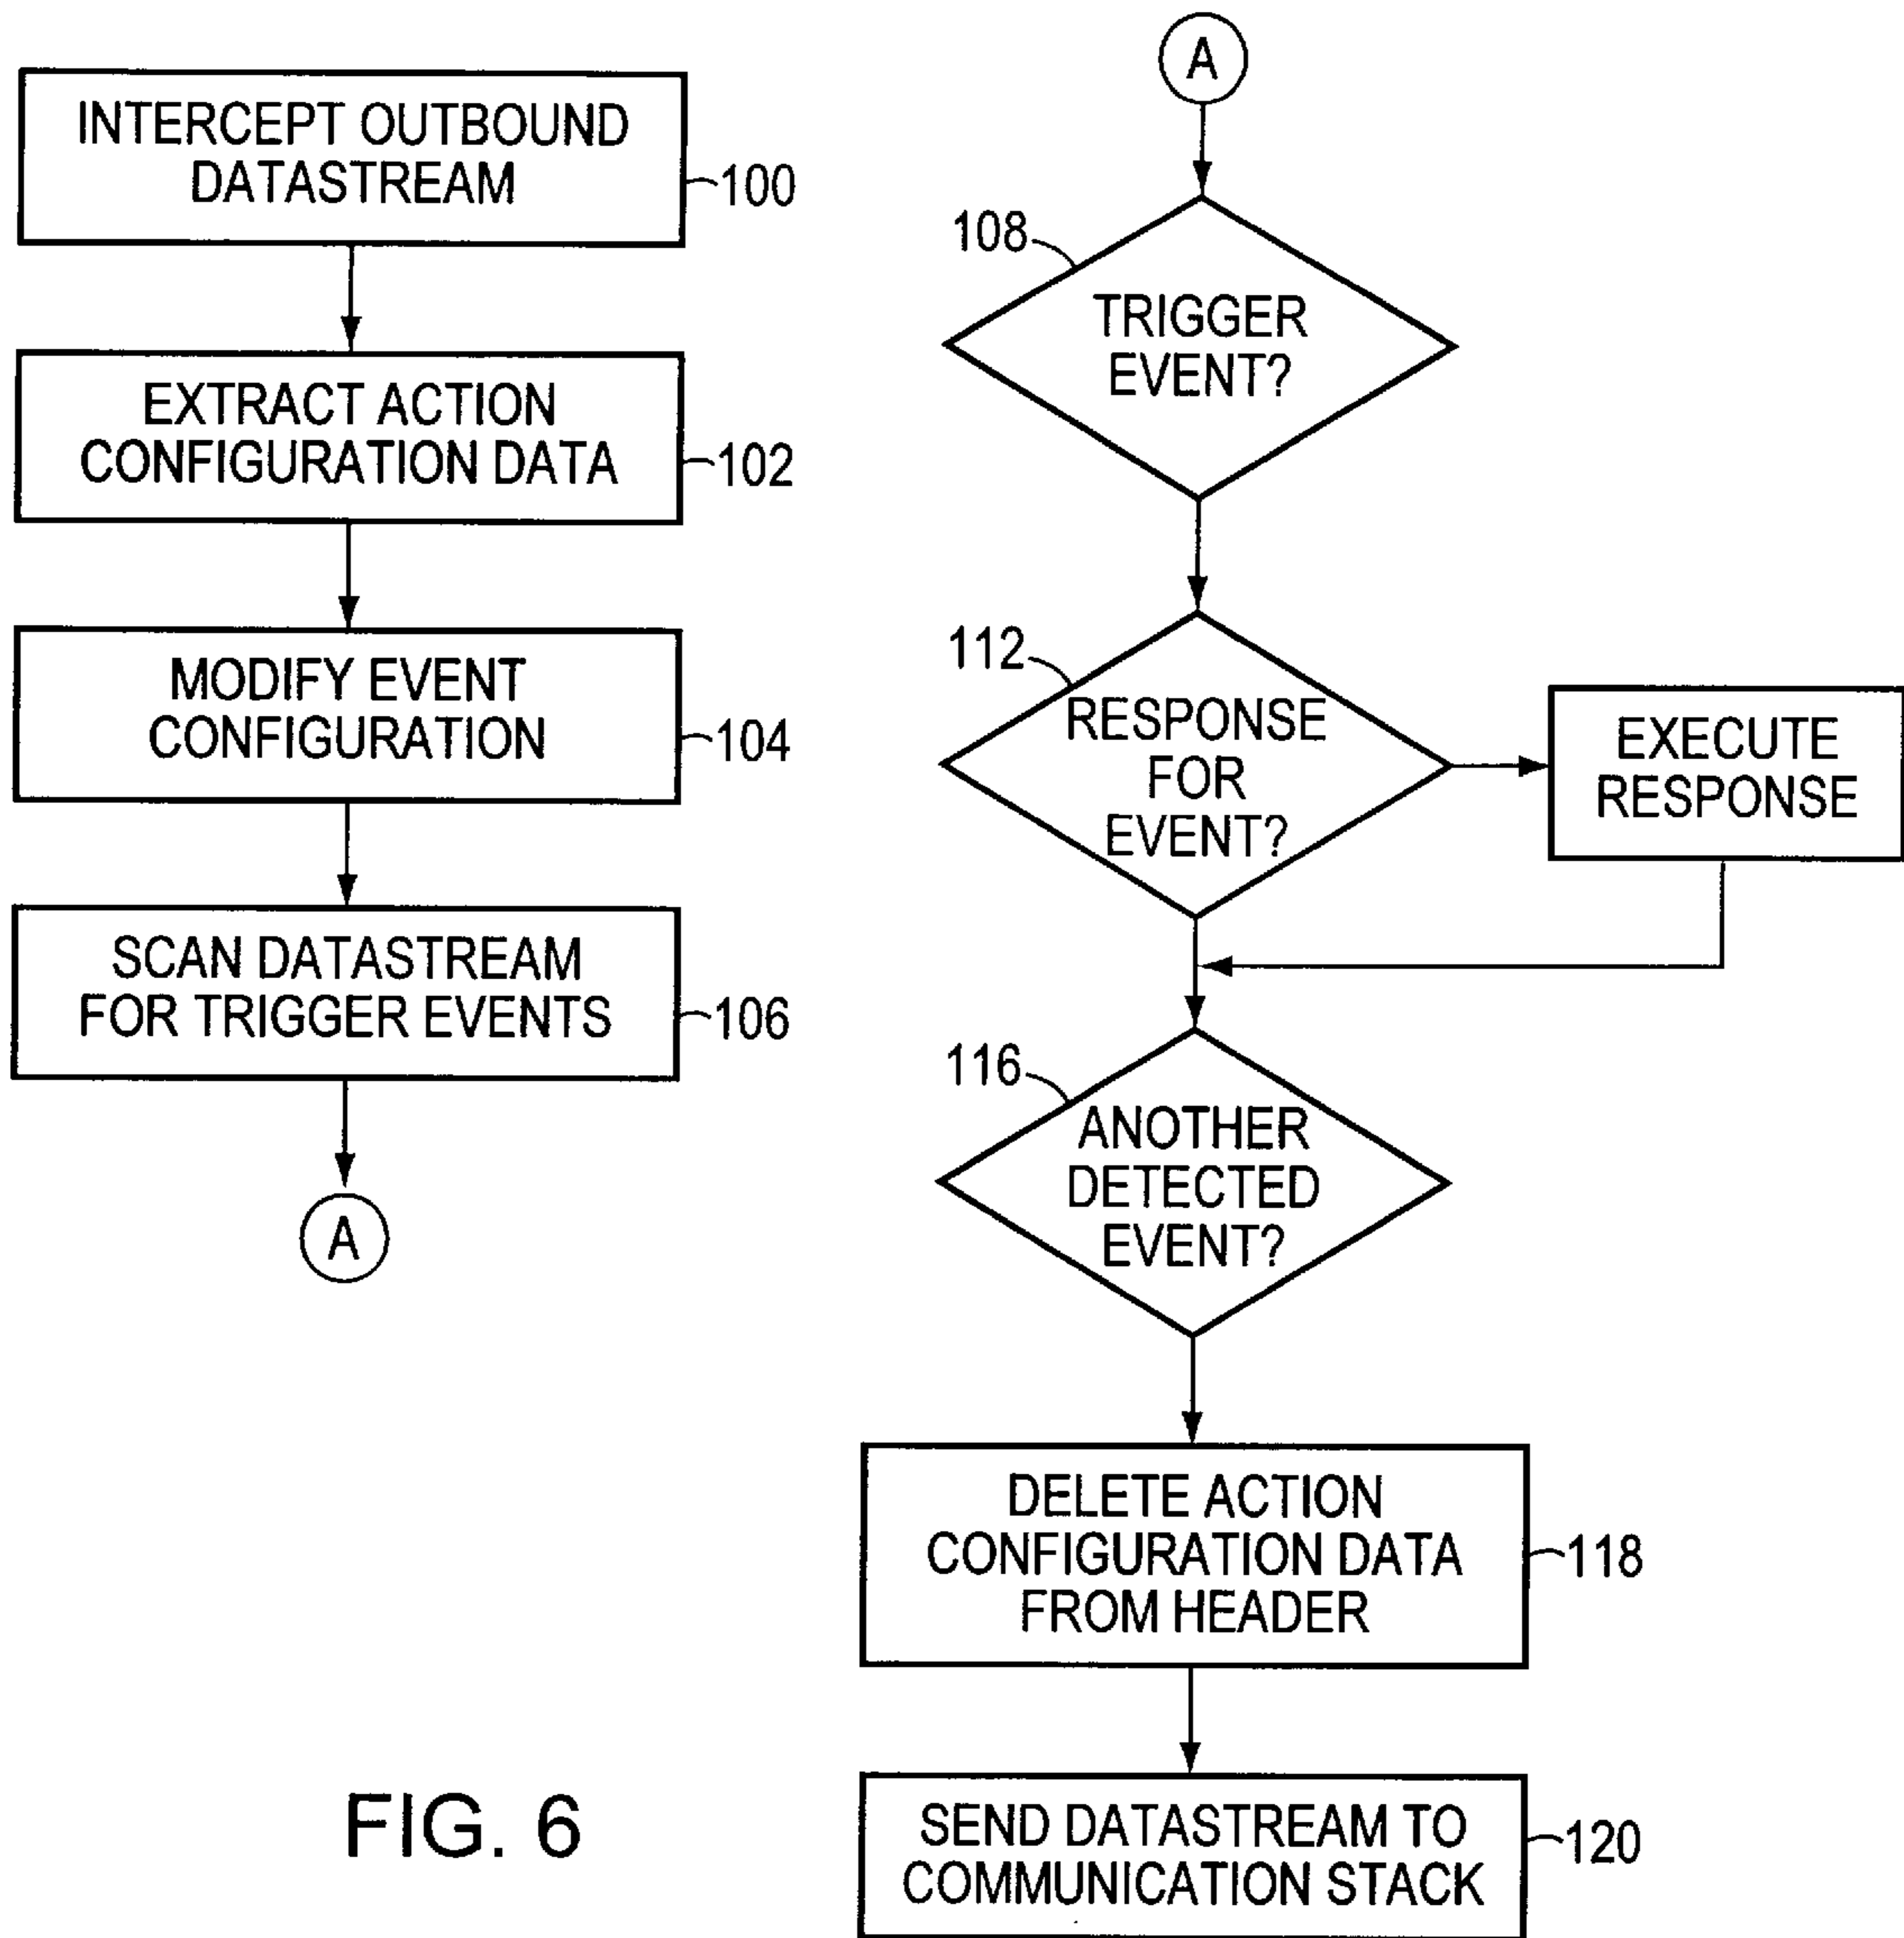 INTERCEPT OUTBOUND
DATASTREAM
100
EXTRACT ACTION
CONFIGURATION DATA
102
MODIFY EVENT
CONFIGURATION
104
SCAN DATASTREAM
FOR TRIGGER EVENTS
106
A
A
108
TRIGGER
EVENT?
112
RESPONSE
FOR
EVENT?
EXECUTE
RESPONSE
116
ANOTHER
DETECTED
EVENT?
DELETE ACTION
CONFIGURATION DATA
FROM HEADER
118
SEND DATASTREAM TO
COMMUNICATION STACK
120
FIG. 6